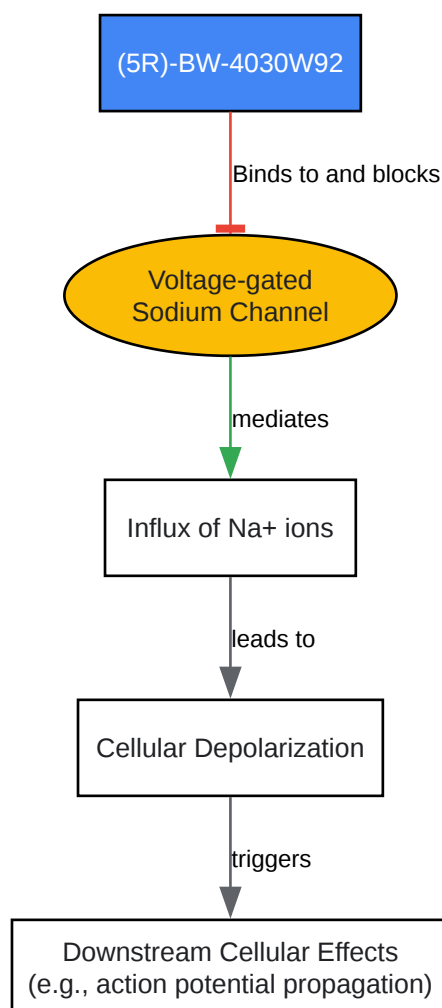 (5R)-BW-4030W92
Binds to and blocks
Voltage-gated
Sodium Channel
mediates
Influx of Na+ ions
leads to
Cellular Depolarization
triggers
Downstream Cellular Effects
(e.g., action potential propagation)